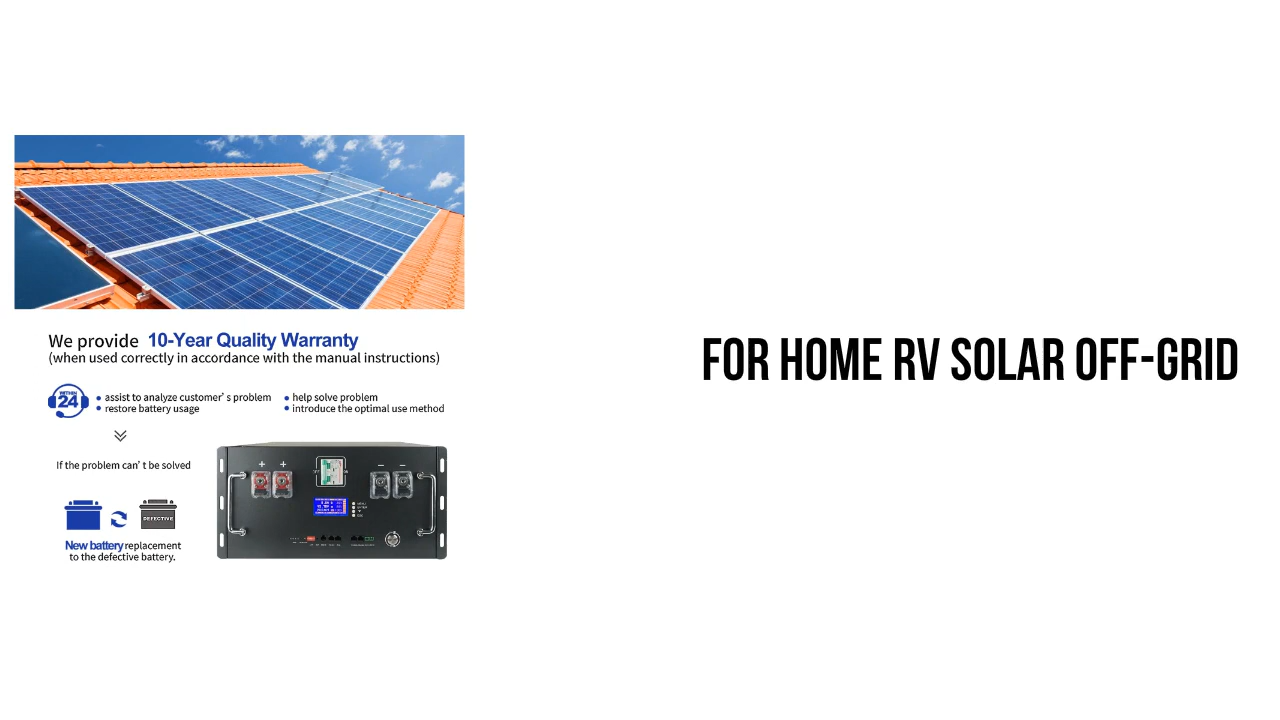 We provide 10-Year Quality Warranty
(when used correctly in accordance with the manual instructions)
WITHIN
24
assist to analyze customer's problem
restore battery usage
help solve problem
introduce the optimal use method
If the problem can't be solved
DEFECTIVE
New battery replacement
to the defective battery.
FOR HOME RV SOLAR OFF-GRID